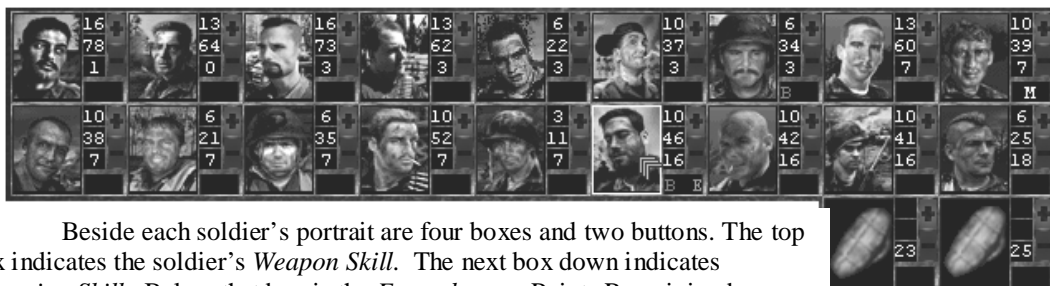 16 13 16 13 6 10 6 13 10
78 64 73 62 22 37 34 60 39
1 0 3 3 3 3 3 7 7
B M
10 6 6 10 3 10 10 10 6
38 21 35 52 11 46 42 41 25
7 7 7 7 7 16 16 16 18
B E
Beside each soldier's portrait are four boxes and two buttons. The top
indicates the soldier's Weapon Skill. The next box down indicates
23 25